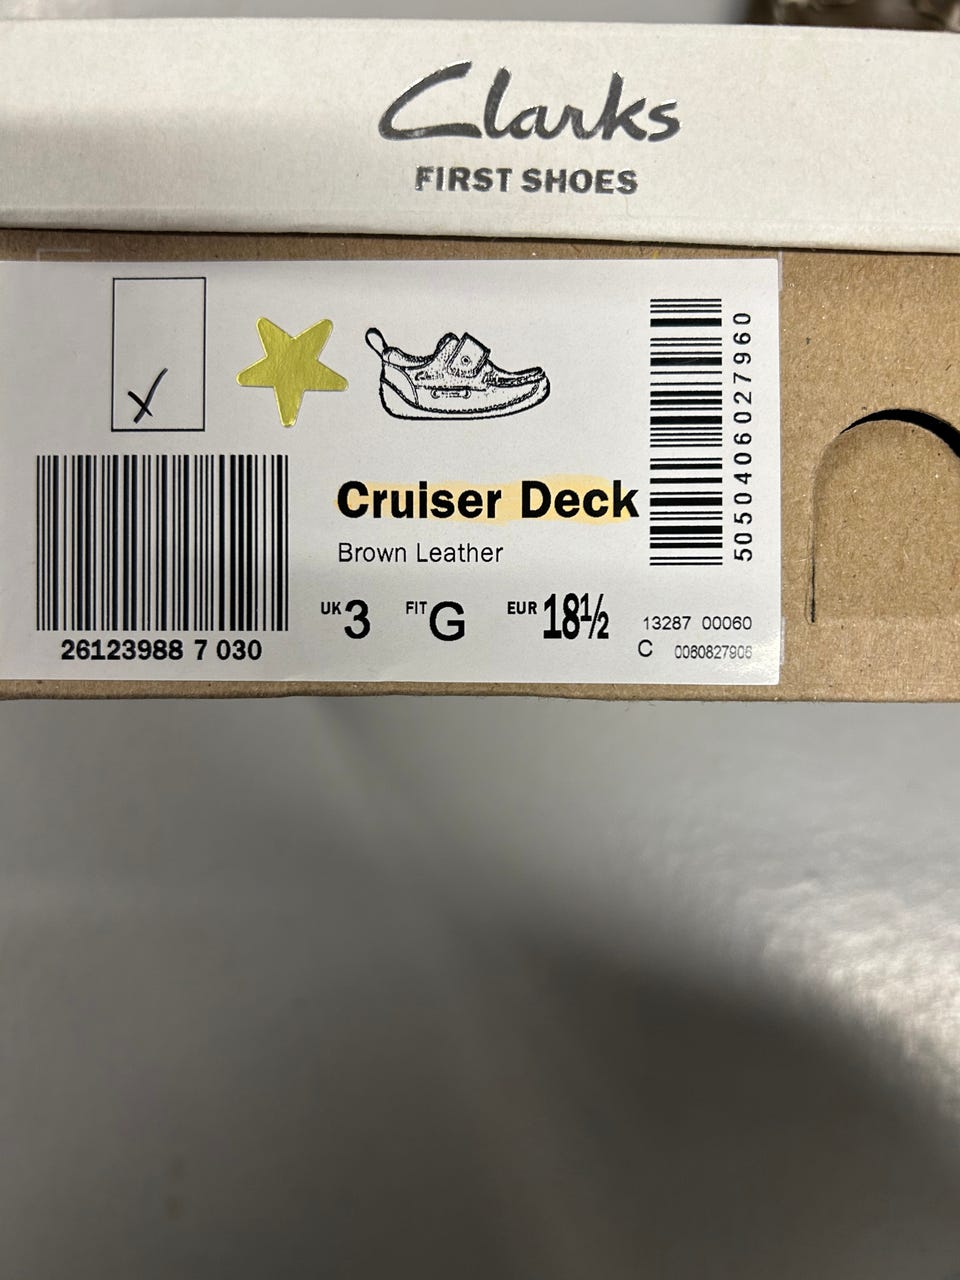 Clarks
FIRST SHOES
Cruiser Deck
Brown Leather
UK 3 FIT G EUR 18½
26123988 7 030
5050406027960
13287 00060
C 0060827906